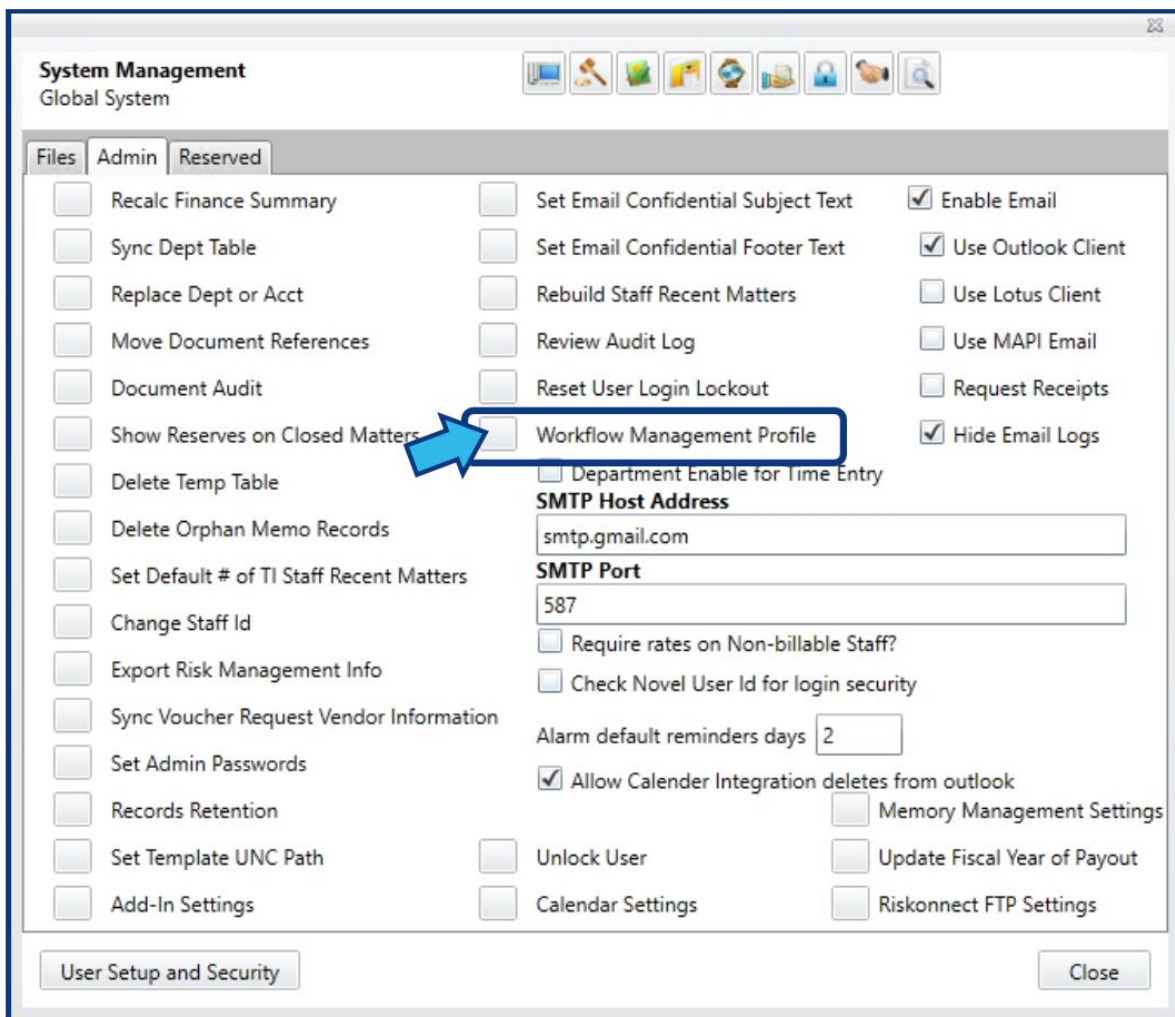 System Management
Global System
Files
Admin
Reserved
Recalc Finance Summary
Sync Dept Table
Replace Dept or Acct
Move Document References
Document Audit
Show Reserves on Closed Matters
Delete Temp Table
Delete Orphan Memo Records
Set Default # of TI Staff Recent Matters
Change Staff Id
Export Risk Management Info
Sync Voucher Request Vendor Information
Set Admin Passwords
Records Retention
Set Template UNC Path
Add-In Settings
Set Email Confidential Subject Text
Set Email Confidential Footer Text
Rebuild Staff Recent Matters
Review Audit Log
Reset User Login Lockout
Workflow Management Profile
Department Enable for Time Entry
SMTP Host Address
smtp.gmail.com
SMTP Port
587
Require rates on Non-billable Staff?
Check Novel User Id for login security
Alarm default reminders days 2
Allow Calender Integration deletes from outlook
Unlock User
Calendar Settings
Enable Email
Use Outlook Client
Use Lotus Client
Use MAPI Email
Request Receipts
Hide Email Logs
Memory Management Settings
Update Fiscal Year of Payout
Riskonnect FTP Settings
User Setup and Security
Close